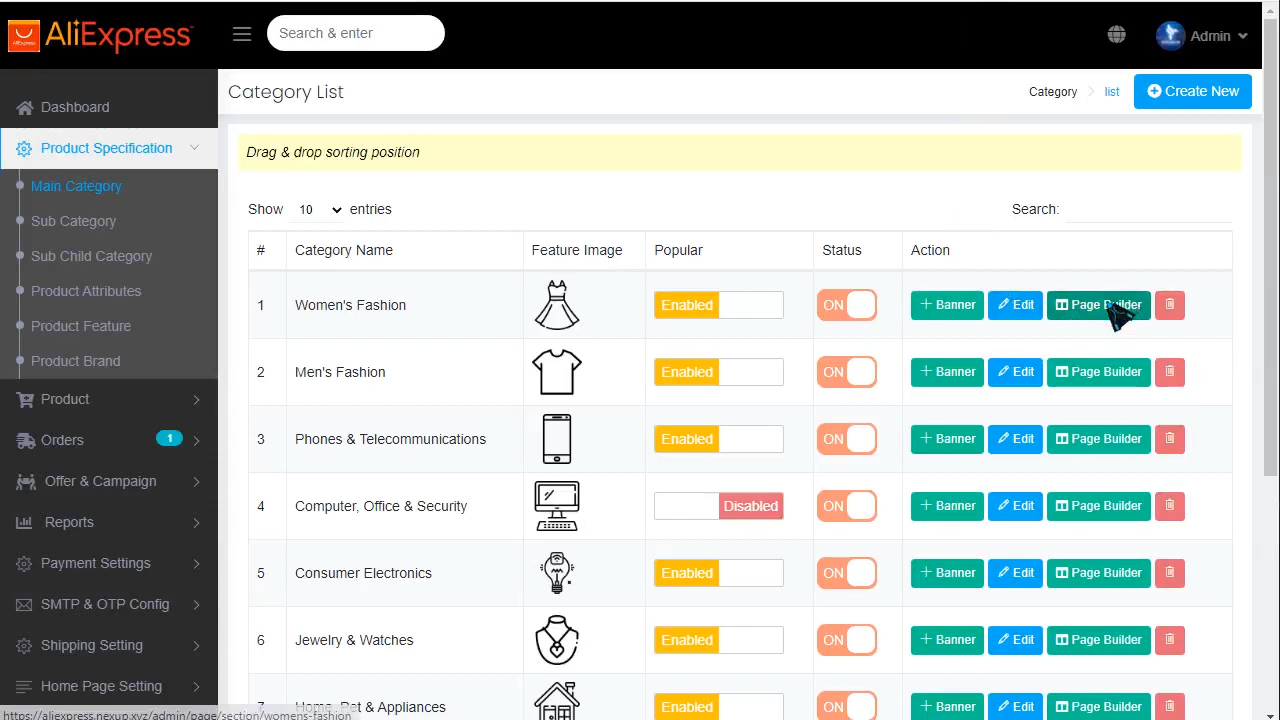 AliExpress
AliExpress
Search & enter
Admin
Dashboard
Product Specification
Main Category
Sub Category
Sub Child Category
Product Attributes
Product Feature
Product Brand
Product
Orders 1
Offer & Campaign
Reports
Payment Settings
SMTP & OTP Config
Shipping Setting
Home Page Setting
Category List
Category list Create New
Drag & drop sorting position
Show 10 entries Search:
# Category Name Feature Image Popular Status Action
1 Women's Fashion Enabled ON Banner Edit Page Builder
2 Men's Fashion Enabled ON Banner Edit Page Builder
3 Phones & Telecommunications Enabled ON Banner Edit Page Builder
4 Computer, Office & Security Disabled ON Banner Edit Page Builder
5 Consumer Electronics Enabled ON Banner Edit Page Builder
6 Jewelry & Watches Enabled ON Banner Edit Page Builder
7 Home, Pet & Appliances Enabled ON Banner Edit Page Builder
https://aliexpress.nexup.xyz/admin/page/section/womens-fashion